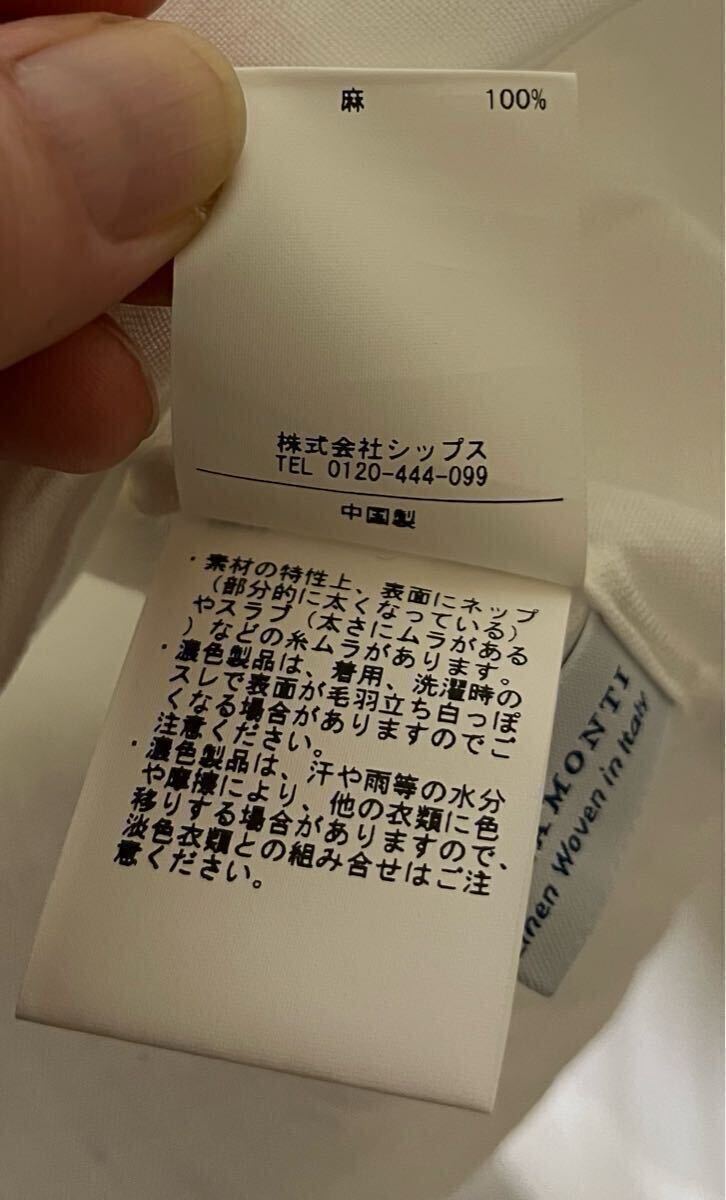 麻 100%
株式会社シップス
TEL 0120-444-099
中国製
・素材の特性上、表面にネップ
(部分的に太くなっている)
やスラブ(太さにムラがある
)などの糸ムラがあります。
・濃色製品は、着用、洗濯時の
スレで表面が毛羽立ち白っぽ
くなる場合がありますのでご
注意ください。
・濃色製品は、汗や雨等の水分
や摩擦により、他の衣類に色
移りする場合がありますので、
淡色衣類との組み合せはご注
意ください。
MONTI
Woven in Italy